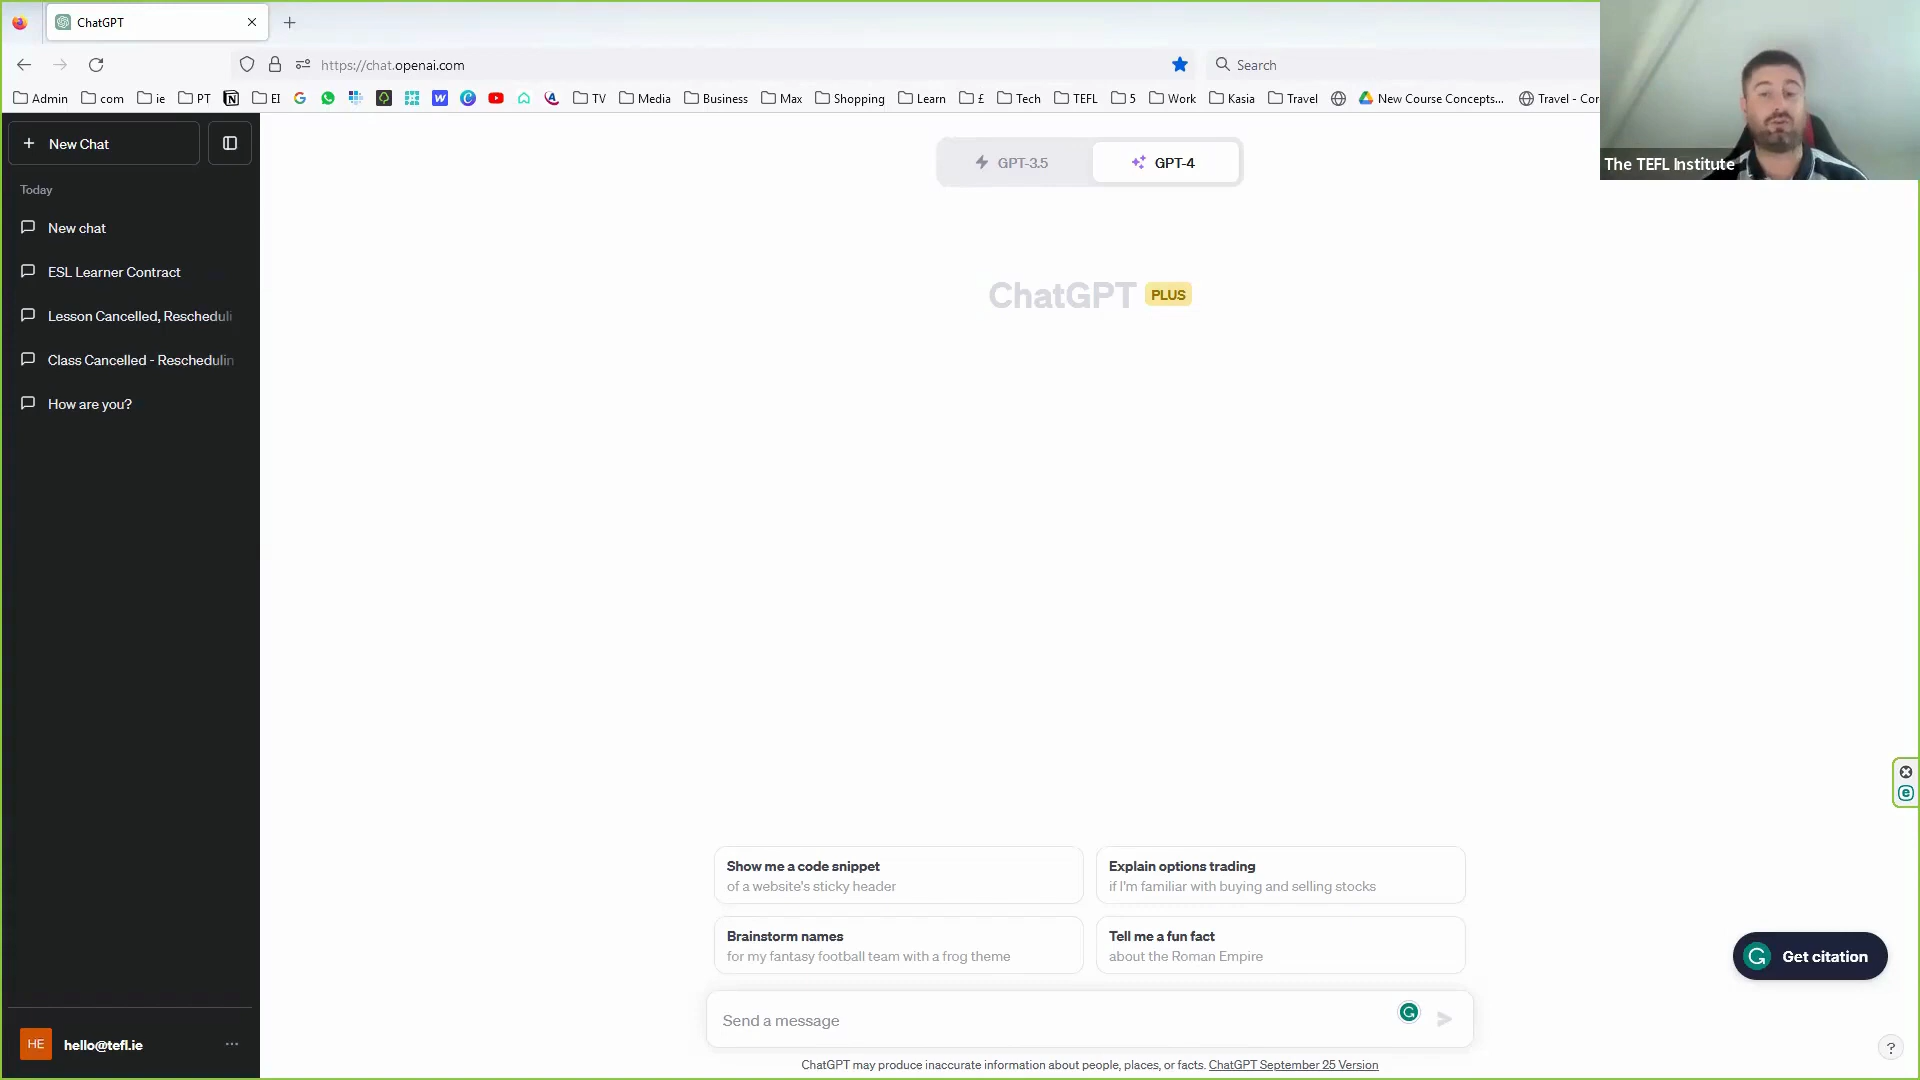 ChatGPT
https://chat.openai.com
Search
Admin
com
ie
PT
EI
TV
Media
Business
Max
Shopping
Learn
£
Tech
TEFL
5
Work
Kasia
Travel
New Course Concepts...
Travel - Cor
The TEFL Institute
New Chat
GPT-3.5
GPT-4
Today
New chat
ESL Learner Contract
Lesson Cancelled, Rescheduli
Class Cancelled - Reschedulin
How are you?
ChatGPT PLUS
Show me a code snippet
of a website's sticky header
Explain options trading
if I'm familiar with buying and selling stocks
Brainstorm names
for my fantasy football team with a frog theme
Tell me a fun fact
about the Roman Empire
Get citation
Send a message
HE
hello@tefl.ie
ChatGPT may produce inaccurate information about people, places, or facts. ChatGPT September 25 Version
?